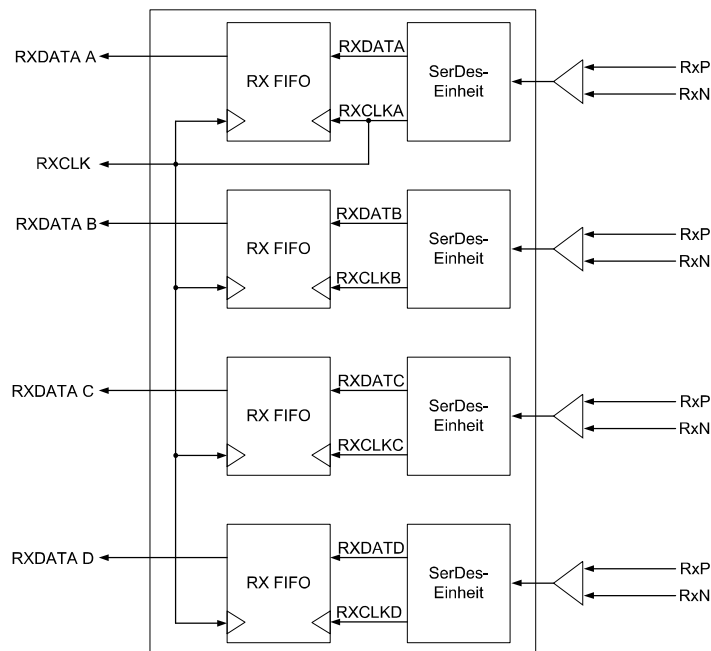 RXDATA A
RX FIFO
RXDATA
RXCLKA
SerDes-
Einheit
RxP
RxN
RXCLK
RXDATA B
RX FIFO
RXDATB
RXCLKB
SerDes-
Einheit
RxP
RxN
RXDATA C
RX FIFO
RXDATC
RXCLKC
SerDes-
Einheit
RxP
RxN
RXDATA D
RX FIFO
RXDATD
RXCLKD
SerDes-
Einheit
RxP
RxN